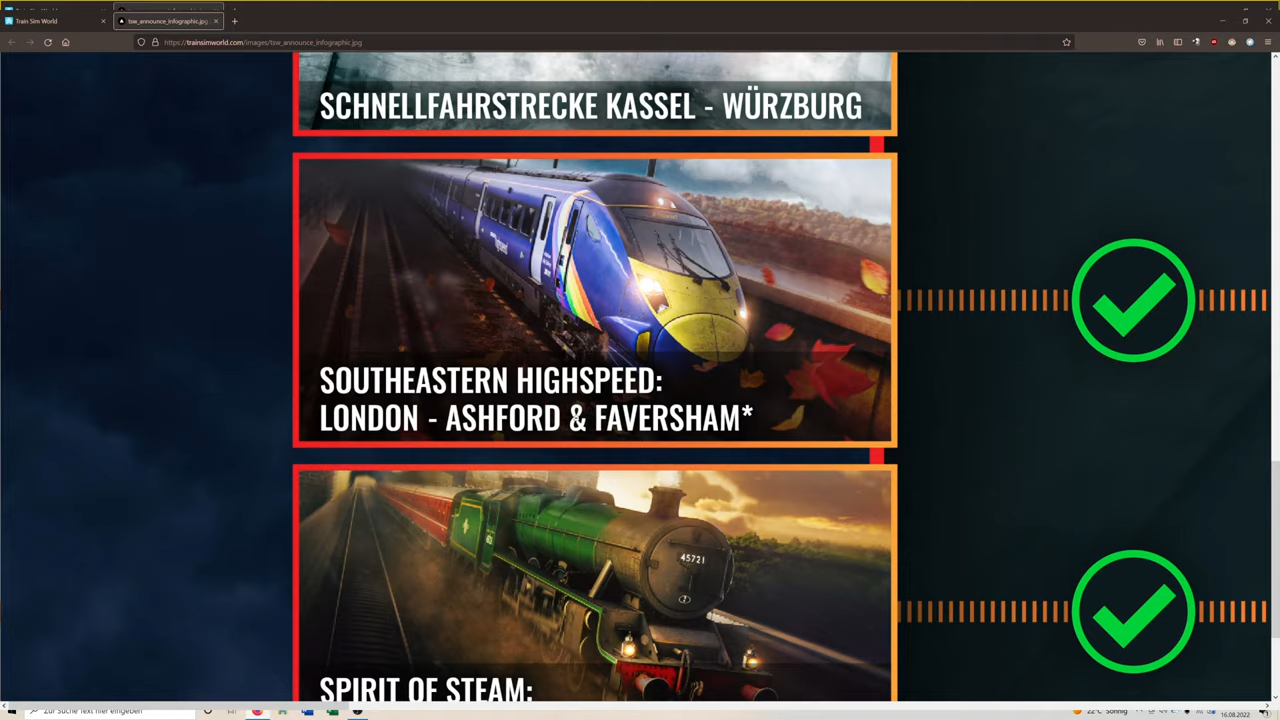 Train Sim World
tsw_announce_infographic.jpg
https://trainsimworld.com/images/tsw_announce_infographic.jpg
SCHNELLFAHRSTRECKE KASSEL - WÜRZBURG
SOUTHEASTERN HIGHSPEED:
LONDON - ASHFORD & FAVERSHAM*
45721
SPIRIT OF STEAM:
Zur Suche Text hier eingeben
22°C Sonnig
16.08.2022